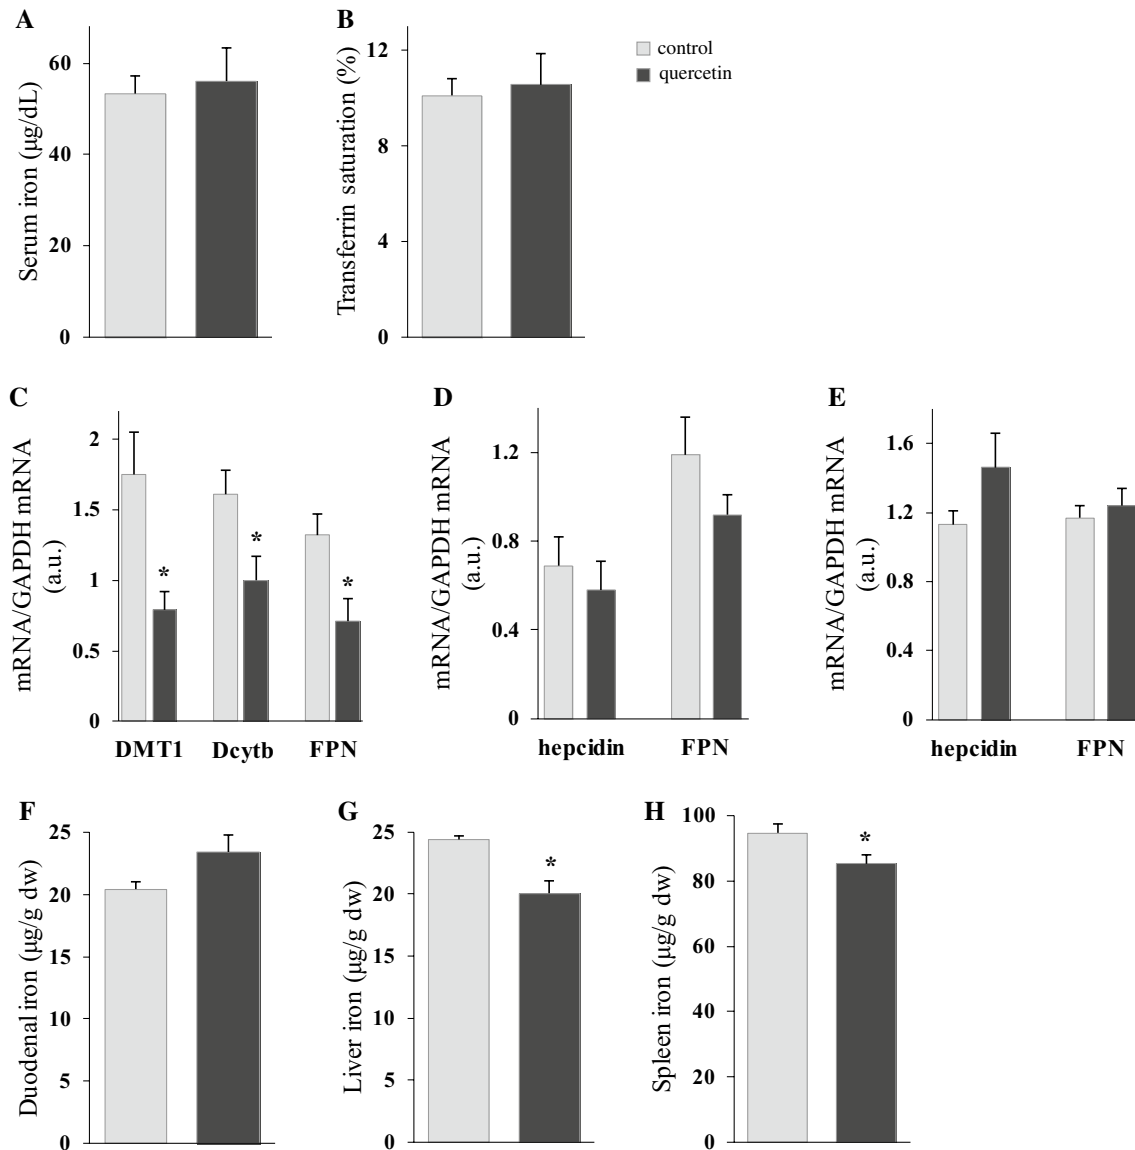 A
Serum iron (µg/dL)
60
40
20
0
B
Transferrin saturation (%)
12
8
4
0
control
quercetin
C
mRNA/GAPDH mRNA
(a.u.)
2
1.5
1
0.5
0
*
*
*
DMT1 Dcytb FPN
D
mRNA/GAPDH mRNA
(a.u.)
1.2
0.8
0.4
0
hepcidin FPN
E
mRNA/GAPDH mRNA
(a.u.)
1.6
1.2
0.8
0.4
0
hepcidin FPN
F
Duodenal iron (µg/g dw)
25
20
15
10
5
0
G
Liver iron (µg/g dw)
25
20
15
10
5
0
*
H
Spleen iron (µg/g dw)
100
80
60
40
20
0
*